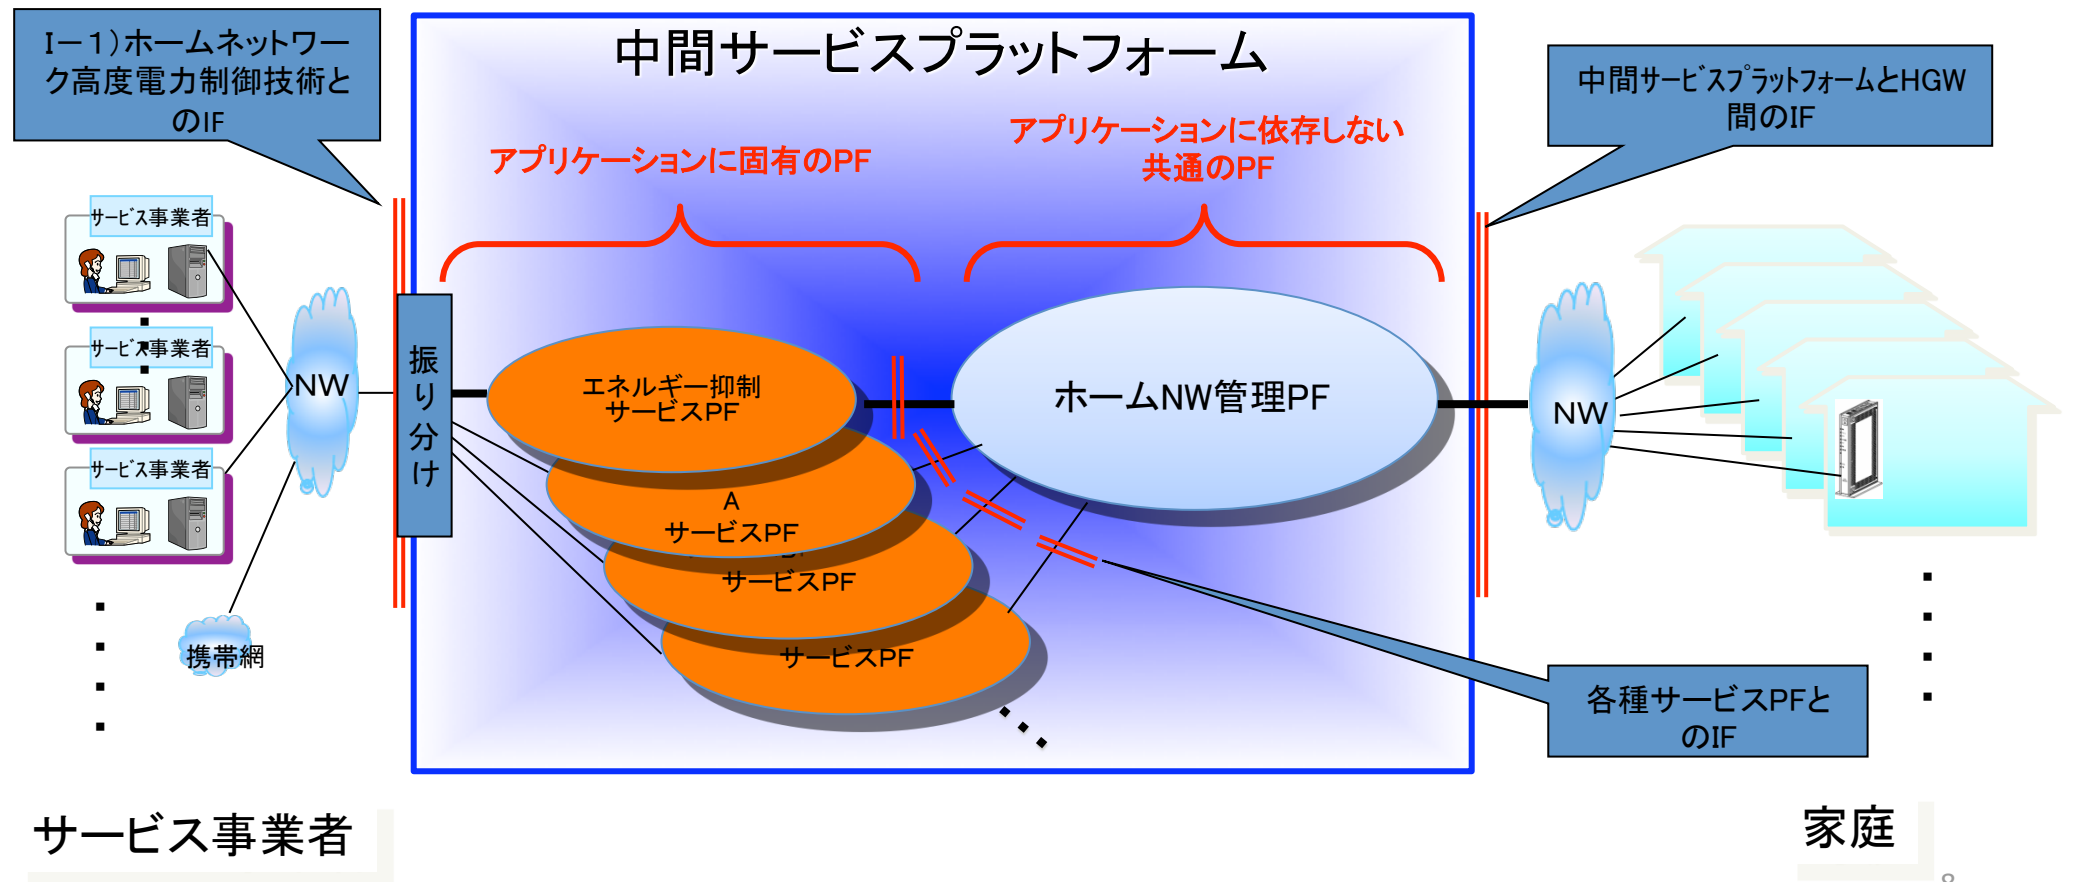 I－１）ホームネットワー
ク高度電力制御技術と
のIF
中間サービスプラットフォーム
中間サービスプラットフォームとHGW
間のIF
アプリケーションに固有のPF
アプリケーションに依存しない
共通のPF
サービス事業者
サービス事業者
サービス事業者
NW
携帯網
振り分け
エネルギー抑制
サービスPF
A
サービスPF
サービスPF
サービスPF
ホームNW管理PF
NW
各種サービスPFと
のIF
サービス事業者
家庭